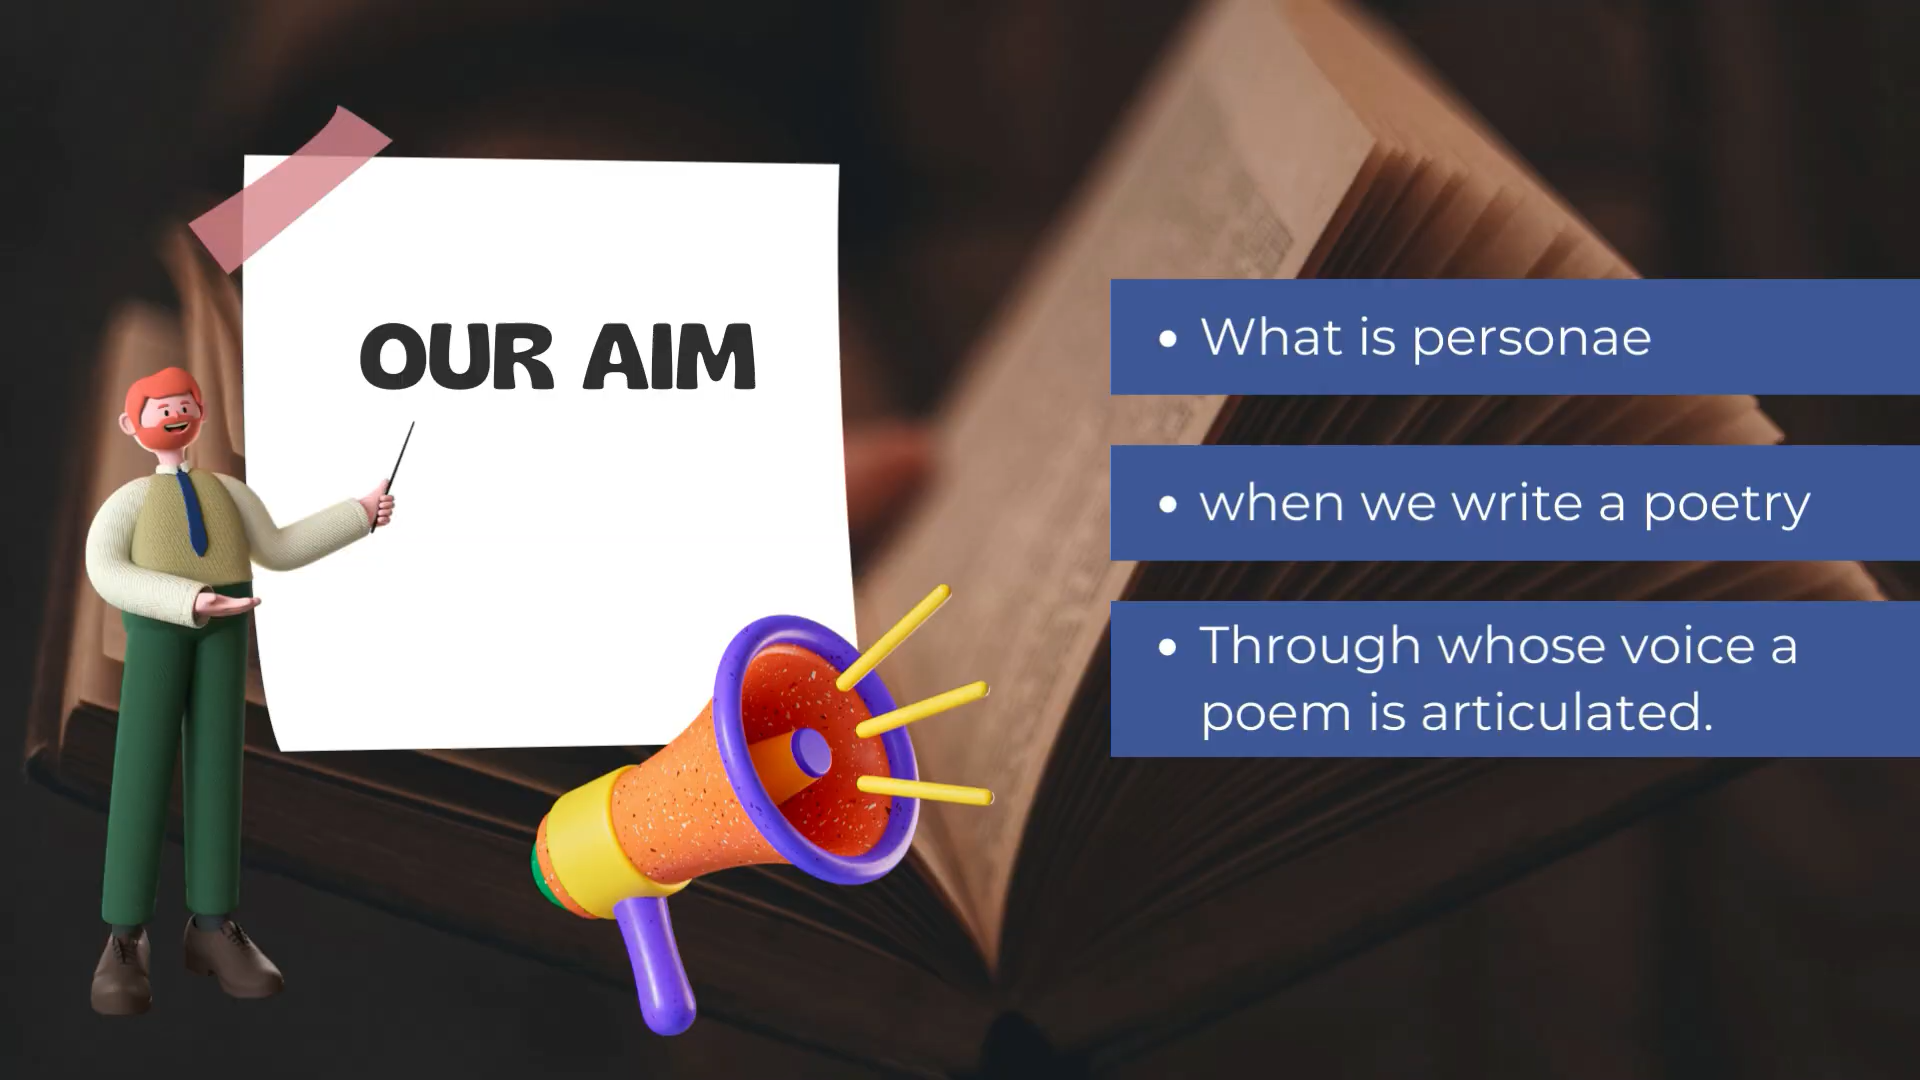 OUR AIM
• What is personae
• when we write a poetry
• Through whose voice a
poem is articulated.